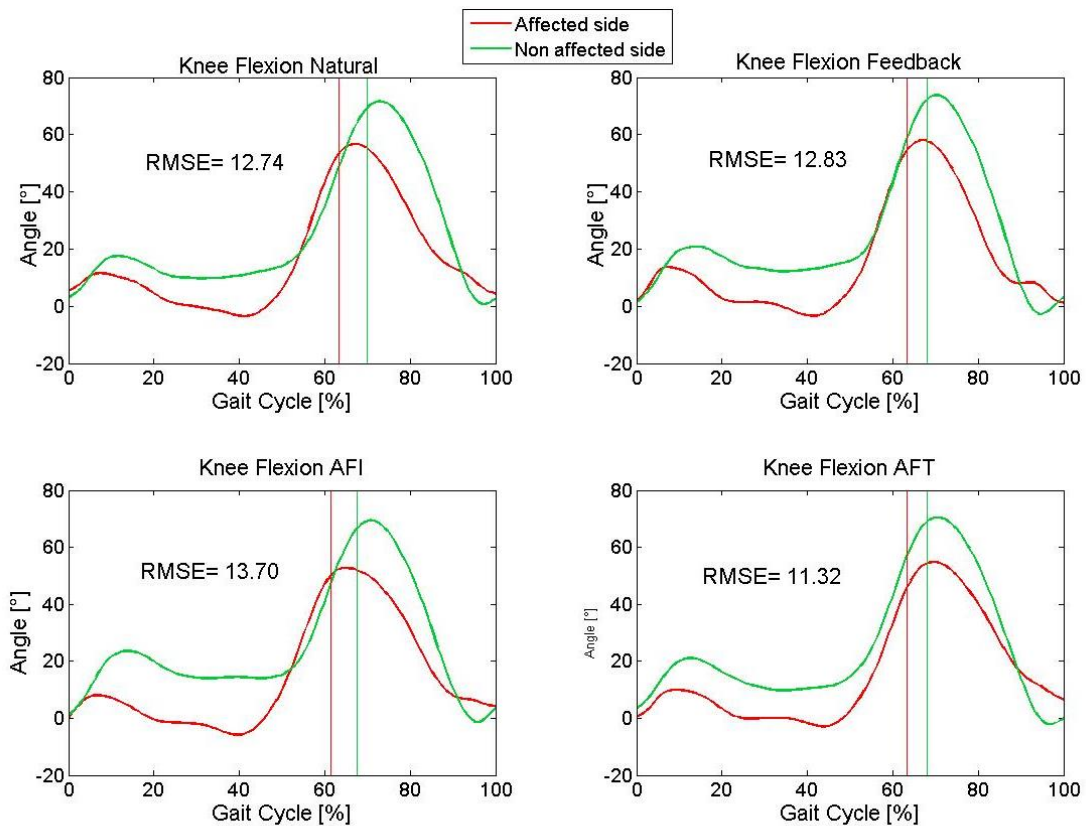 Affected side
Non affected side
Knee Flexion Natural
80
60
40
20
0
-20
Angle [°]
RMSE= 12.74
0 20 40 60 80 100
Gait Cycle [%]
Knee Flexion Feedback
80
60
40
20
0
-20
Angle [°]
RMSE= 12.83
0 20 40 60 80 100
Gait Cycle [%]
Knee Flexion AFI
80
60
40
20
0
-20
Angle [°]
RMSE= 13.70
0 20 40 60 80 100
Gait Cycle [%]
Knee Flexion AFT
80
60
40
20
0
-20
Angle [°]
RMSE= 11.32
0 20 40 60 80 100
Gait Cycle [%]